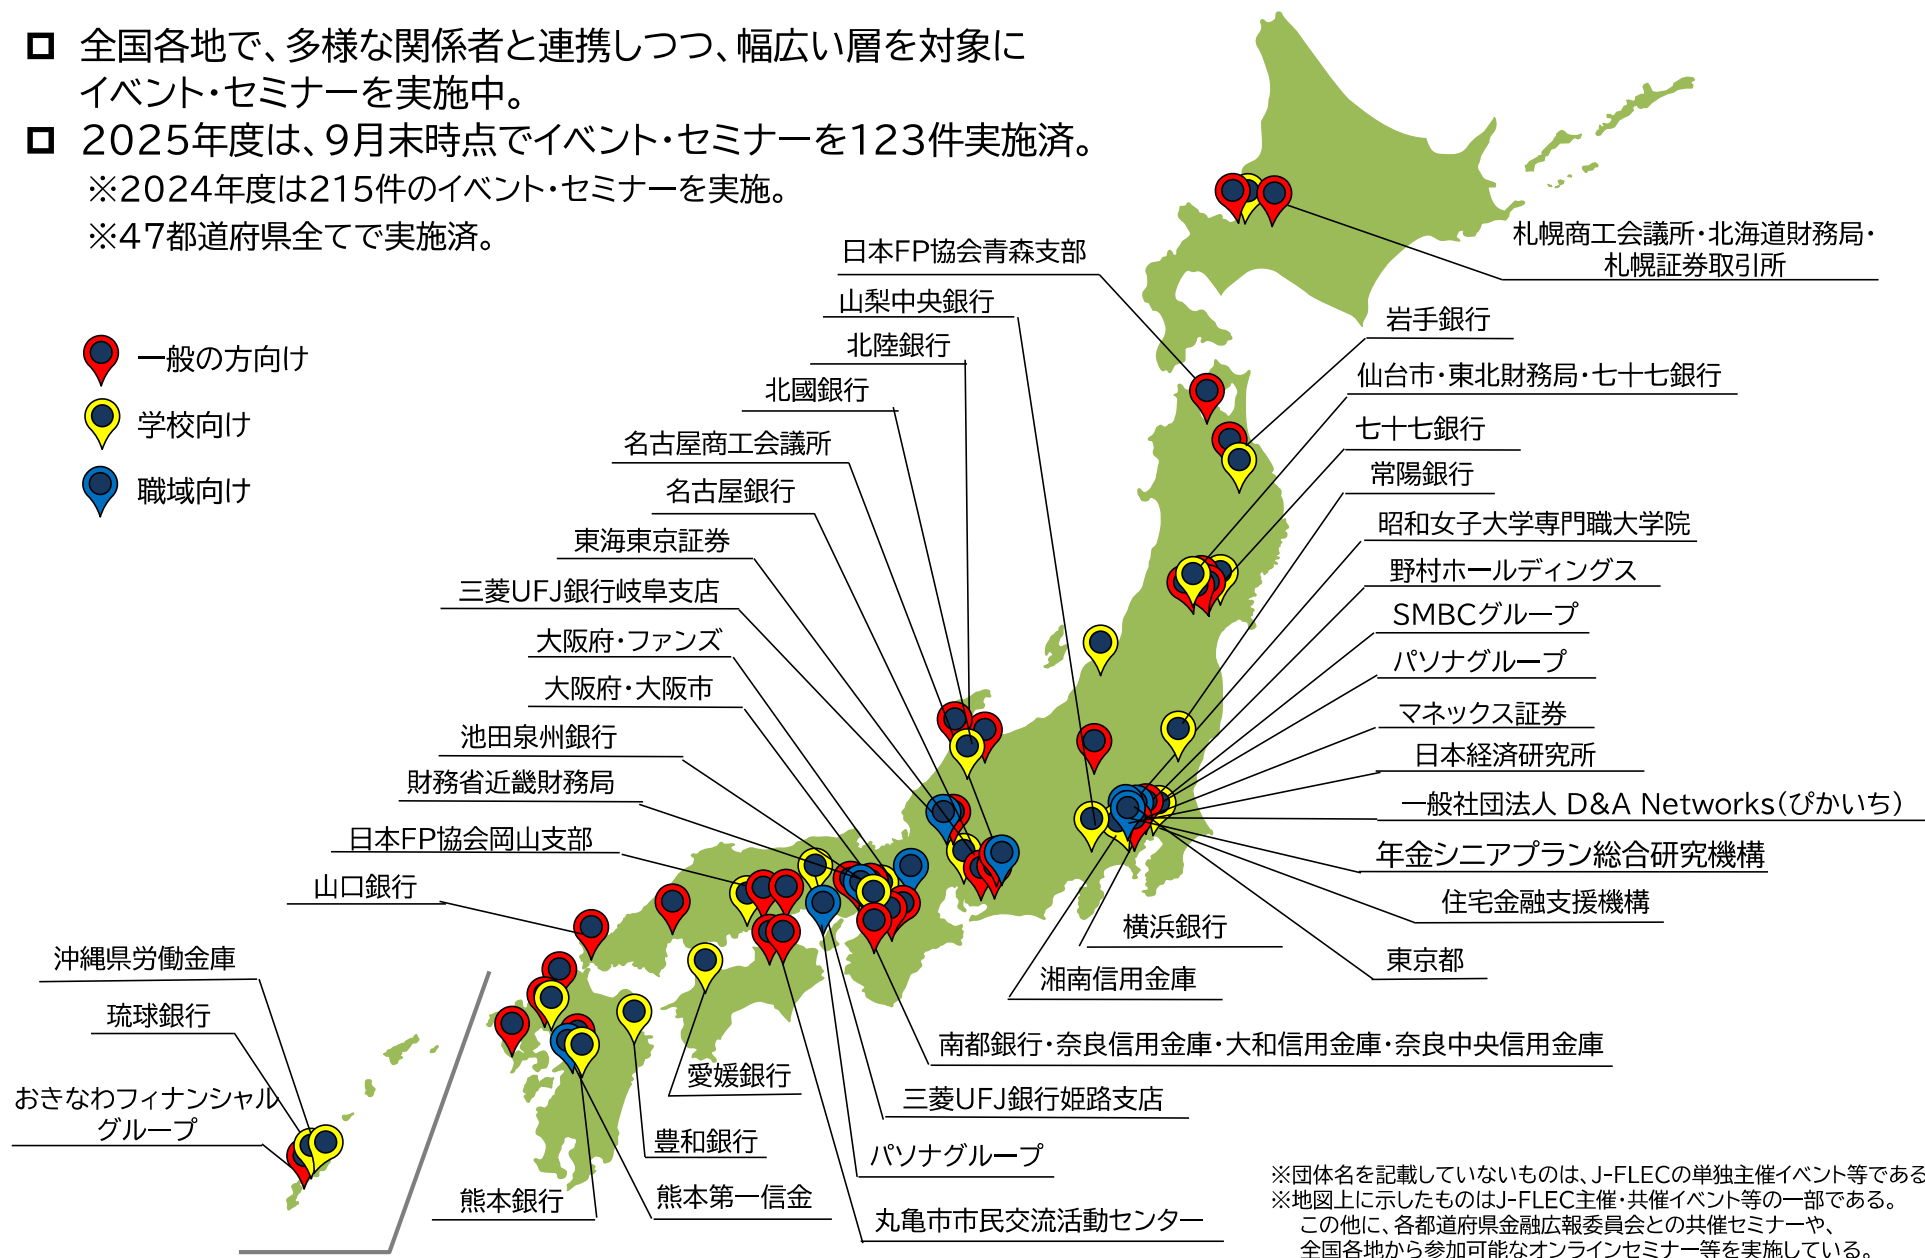 全国各地で、多様な関係者と連携しつつ、幅広い層を対象に
イベント・セミナーを実施中。
2025年度は、9月末時点でイベント・セミナーを123件実施済。
※2024年度は215件のイベント・セミナーを実施。
※47都道府県全てで実施済。
一般の方向け
学校向け
職域向け
日本FP協会青森支部
山梨中央銀行
北陸銀行
北國銀行
名古屋商工会議所
名古屋銀行
東海東京証券
三菱UFJ銀行岐阜支店
大阪府・ファンズ
大阪府・大阪市
池田泉州銀行
財務省近畿財務局
日本FP協会岡山支部
山口銀行
沖縄県労働金庫
琉球銀行
おきなわフィナンシャル
グループ
札幌商工会議所・北海道財務局・
札幌証券取引所
岩手銀行
仙台市・東北財務局・七十七銀行
七十七銀行
常陽銀行
昭和女子大学専門職大学院
野村ホールディングス
SMBCグループ
パソナグループ
マネックス証券
日本経済研究所
一般社団法人 D&A Networks(ぴかいち)
年金シニアプラン総合研究機構
住宅金融支援機構
東京都
横浜銀行
湘南信用金庫
南都銀行・奈良信用金庫・大和信用金庫・奈良中央信用金庫
三菱UFJ銀行姫路支店
パソナグループ
丸亀市市民交流活動センター
愛媛銀行
豊和銀行
熊本第一信金
熊本銀行
※団体名を記載していないものは、J-FLECの単独主催イベント等である
※地図上に示したものはJ-FLEC主催・共催イベント等の一部である。
この他に、各都道府県金融広報委員会との共催セミナーや、
全国各地から参加可能なオンラインセミナー等を実施している。